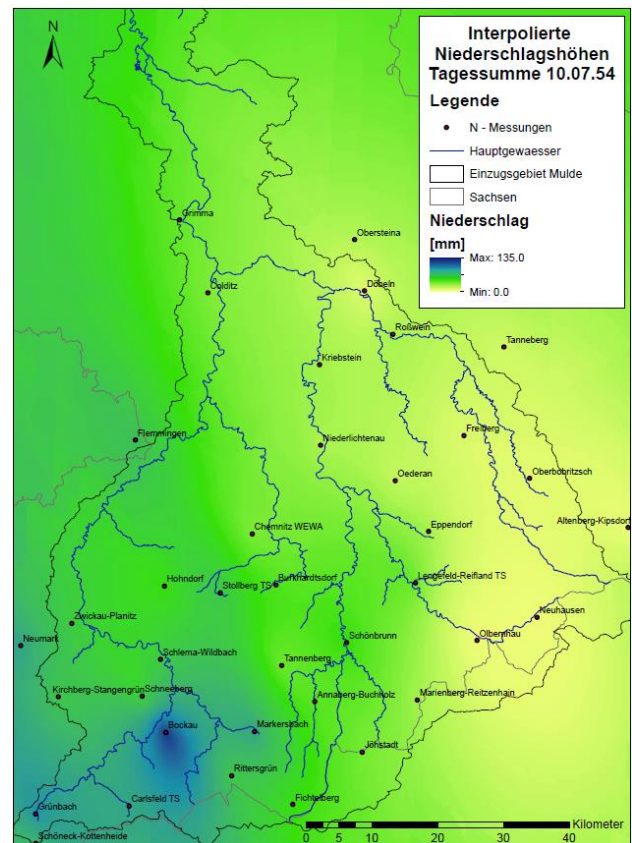 N
Interpolierte
Niederschlagshöhen
Tagessumme 10.07.54
Legende
N - Messungen
Hauptgewaesser
Einzugsgebiet Mulde
Sachsen
Niederschlag
[mm]
Max: 135.0
Min: 0.0
Grimma
Obersteina
Colditz
Döbeln
Roßwein
Tanneberg
Kriebstein
Flemmingen
Niederlichtenau
Freiberg
Oederan
Oberbobritzsch
Chemnitz WEWA
Eppendorf
Altenberg-Kipsdorf
Hohndorf
Stollberg TS
Burkhardtsdorf
Lengefeld-Reifland TS
Zwickau-Planitz
Neuhausen
Neumark
Schönbrunn
Olbernhau
Schlema-Wildbach
Tannenberg
Kirchberg-Stangengrün
Schneeberg
Annaberg-Buchholz
Marienberg-Reitzenhain
Bockau
Markersbach
Jöhstadt
Rittersgrün
Carlsfeld TS
Fichtelberg
Grünbach
Schöneck-Kottenheide
Kilometer
0 5 10 20 30 40